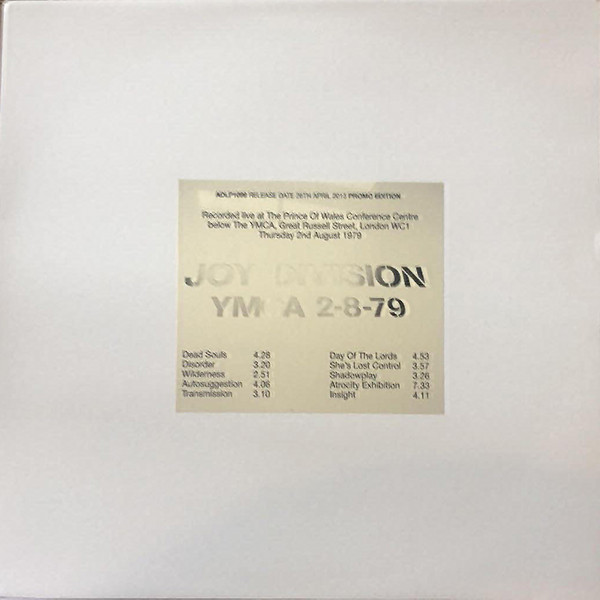 ADLP1000 RELEASE DATE 26TH APRIL 2013 PROMO EDITION
Recorded live at The Prince Of Wales Conference Centre
below The YMCA, Great Russell Street, London WC1
Thursday 2nd August 1979
JOY DIVISION
YMCA 2-8-79
Dead Souls 4.28
Disorder 3.20
Wilderness 2.51
Autosuggestion 4.06
Transmission 3.10
Day Of The Lords 4.53
She's Lost Control 3.57
Shadowplay 3.26
Atrocity Exhibition 7.33
Insight 4.11